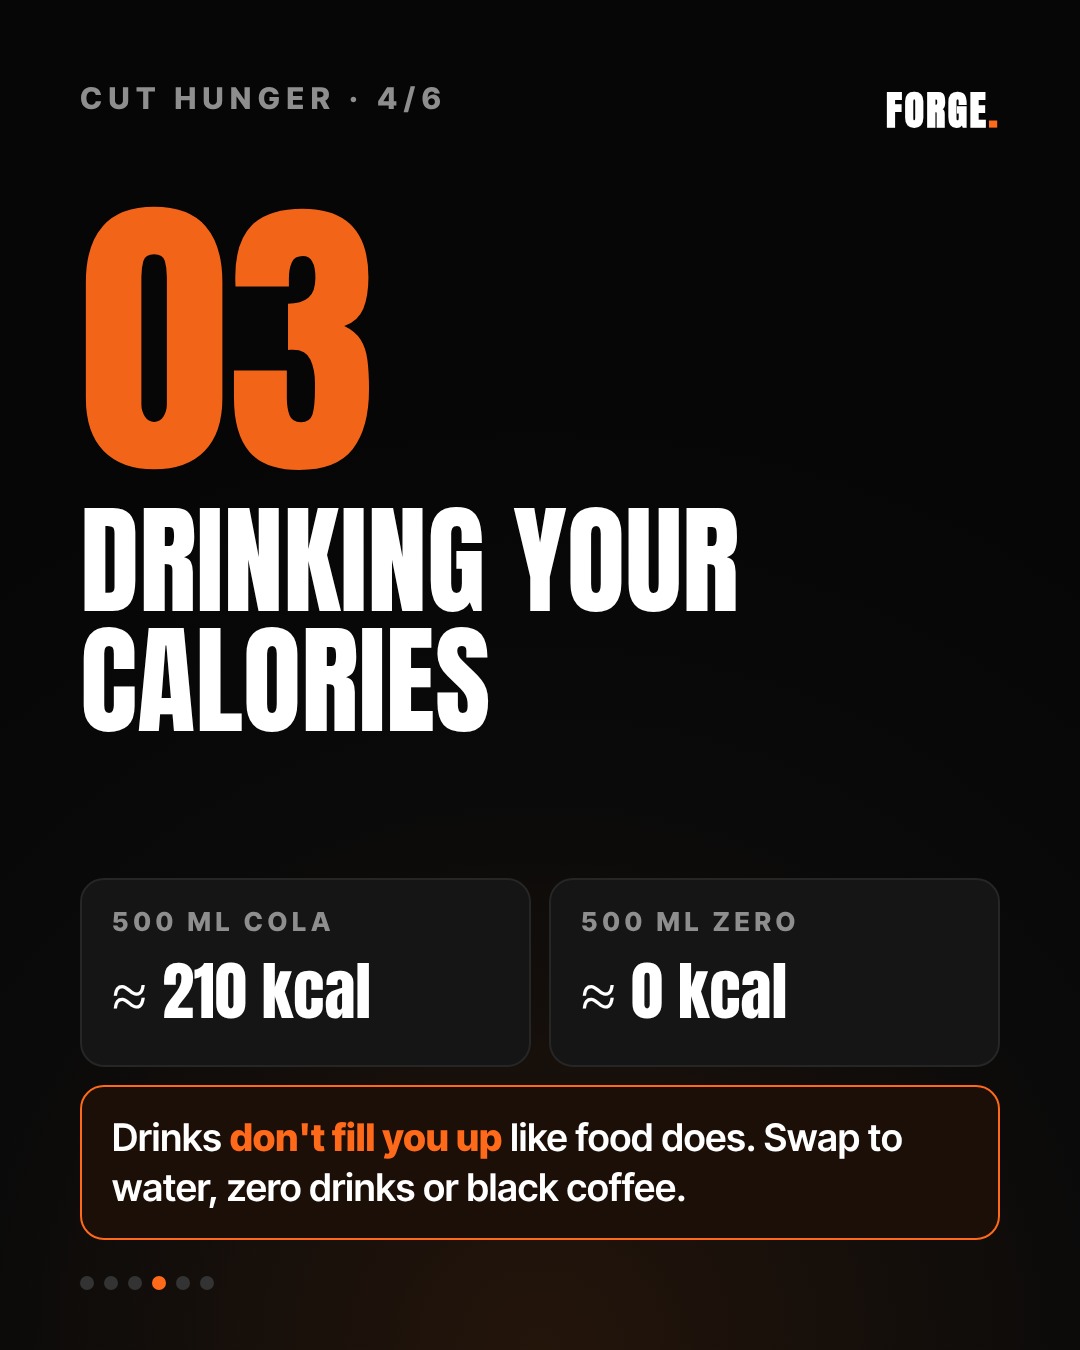 CUT HUNGER · 4/6
FORGE.
03
DRINKING YOUR
CALORIES
500 ML COLA
≈ 210 kcal
500 ML ZERO
≈ 0 kcal
Drinks don't fill you up like food does. Swap to
water, zero drinks or black coffee.